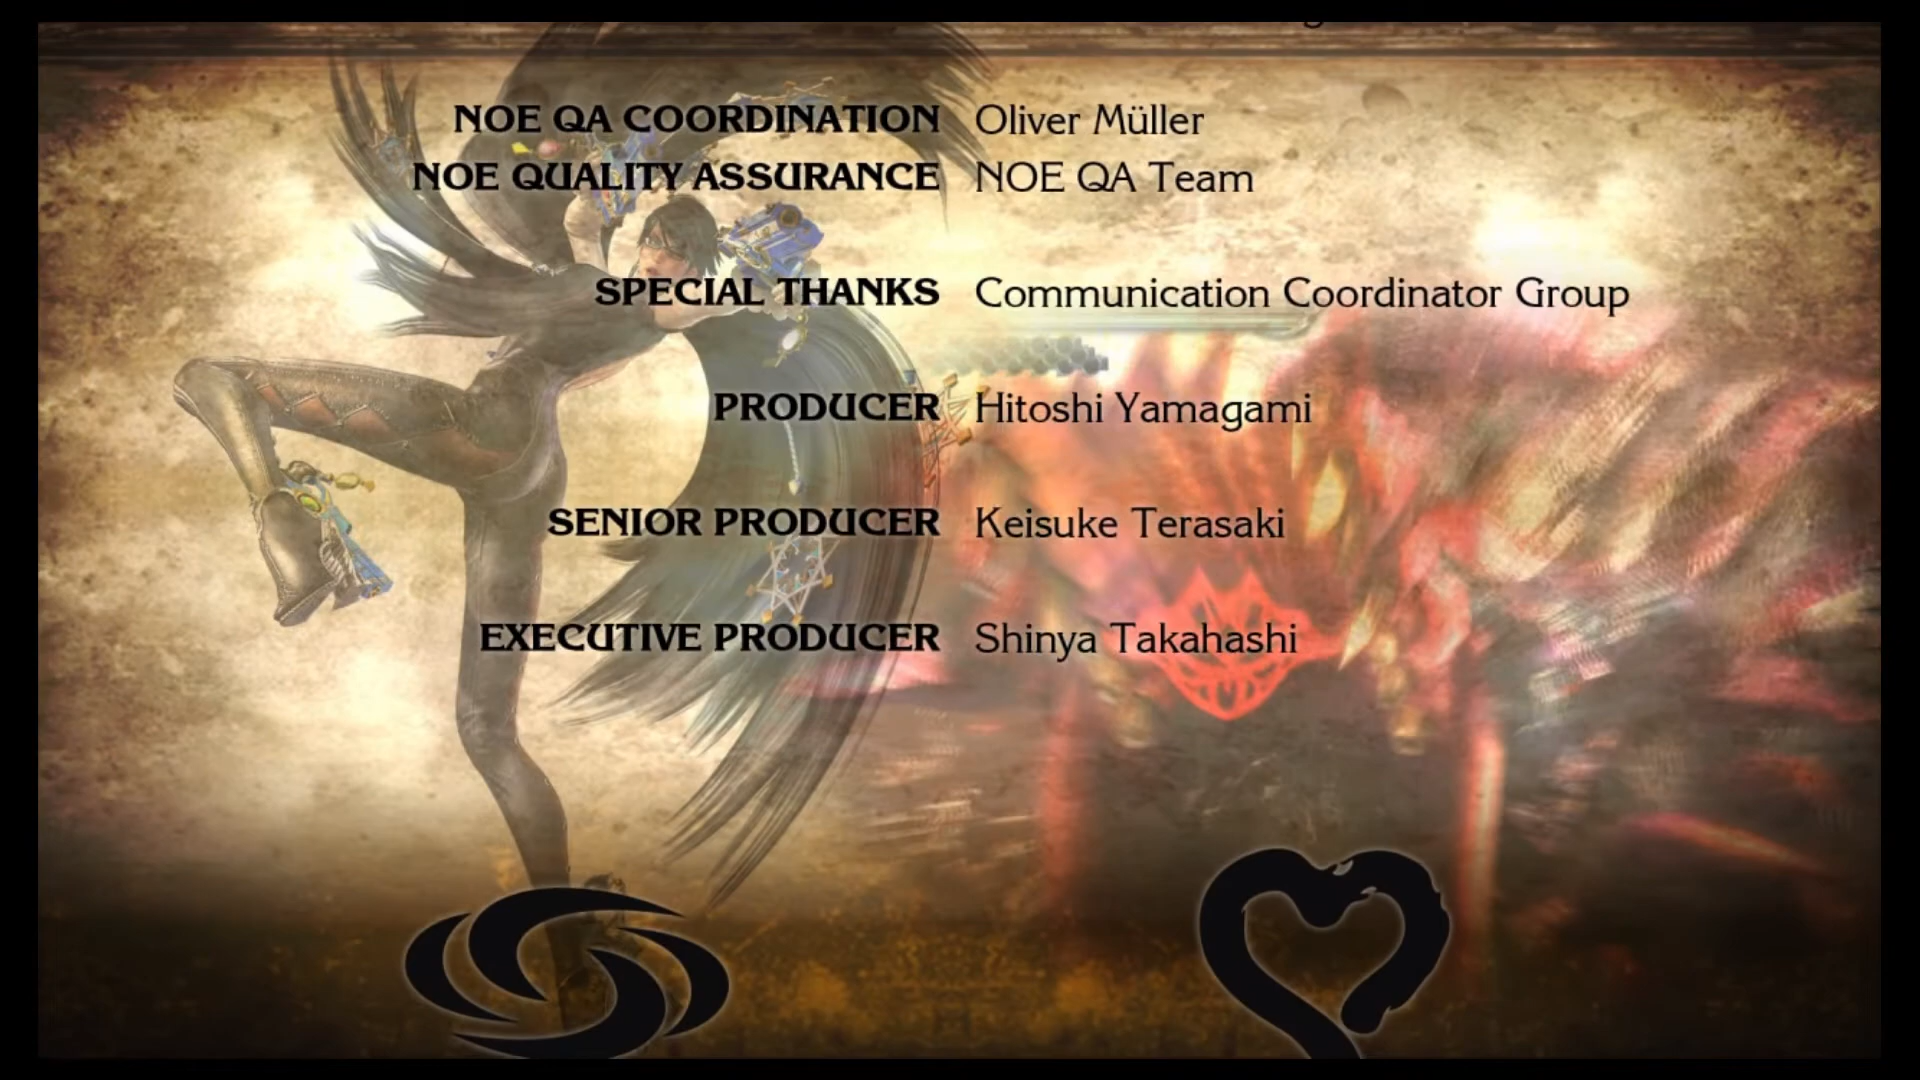 NOE QA COORDINATION Oliver Müller
NOE QUALITY ASSURANCE NOE QA Team
SPECIAL THANKS Communication Coordinator Group
PRODUCER Hitoshi Yamagami
SENIOR PRODUCER Keisuke Terasaki
EXECUTIVE PRODUCER Shinya Takahashi